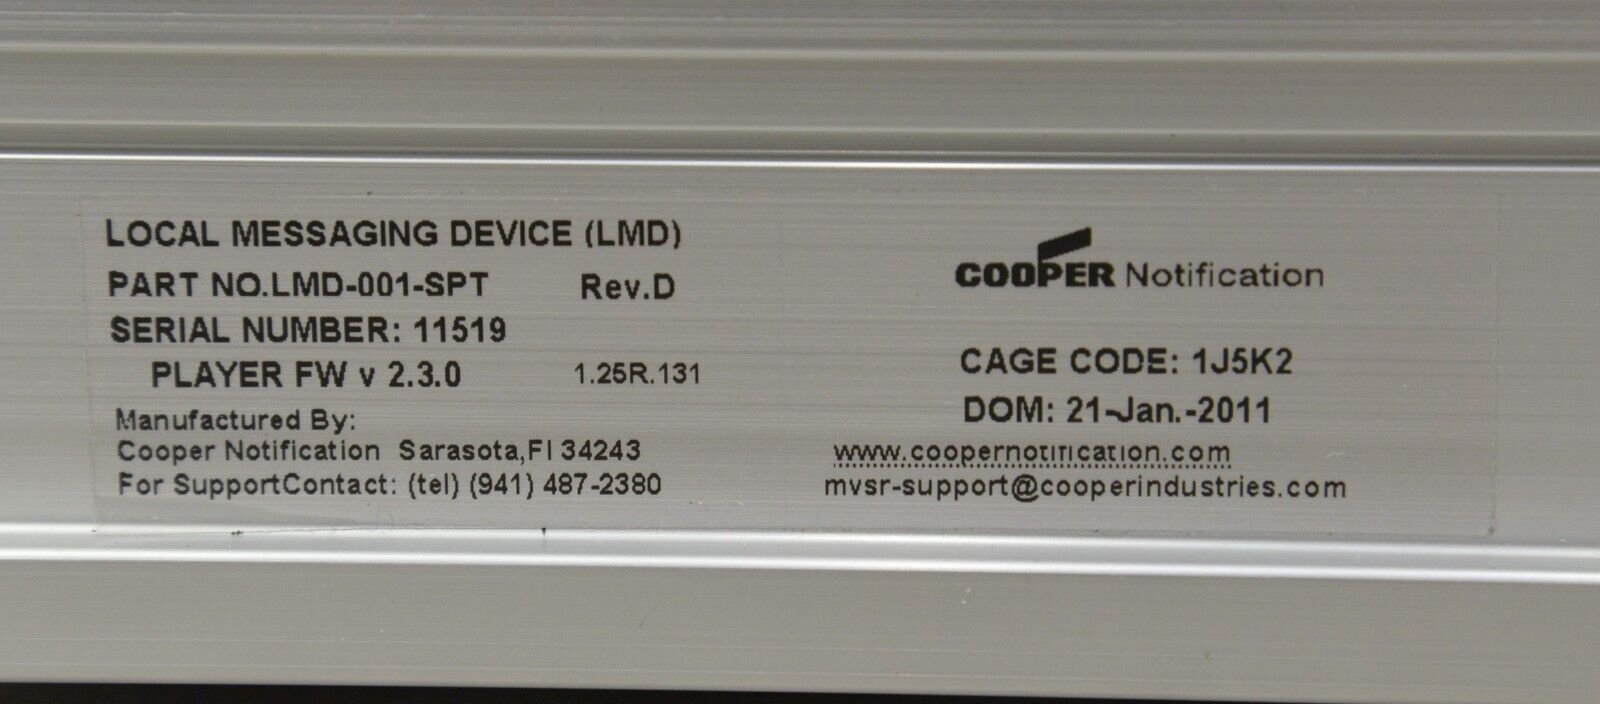 LOCAL MESSAGING DEVICE (LMD)
PART NO.LMD-001-SPT Rev.D
SERIAL NUMBER: 11519
PLAYER FW v 2.3.0 1.25R.131
Manufactured By:
Cooper Notification Sarasota,Fl 34243
For SupportContact: (tel) (941) 487-2380
COOPER Notification
CAGE CODE: 1J5K2
DOM: 21-Jan.-2011
www.coopernotification.com
mvsr-support@cooperindustries.com